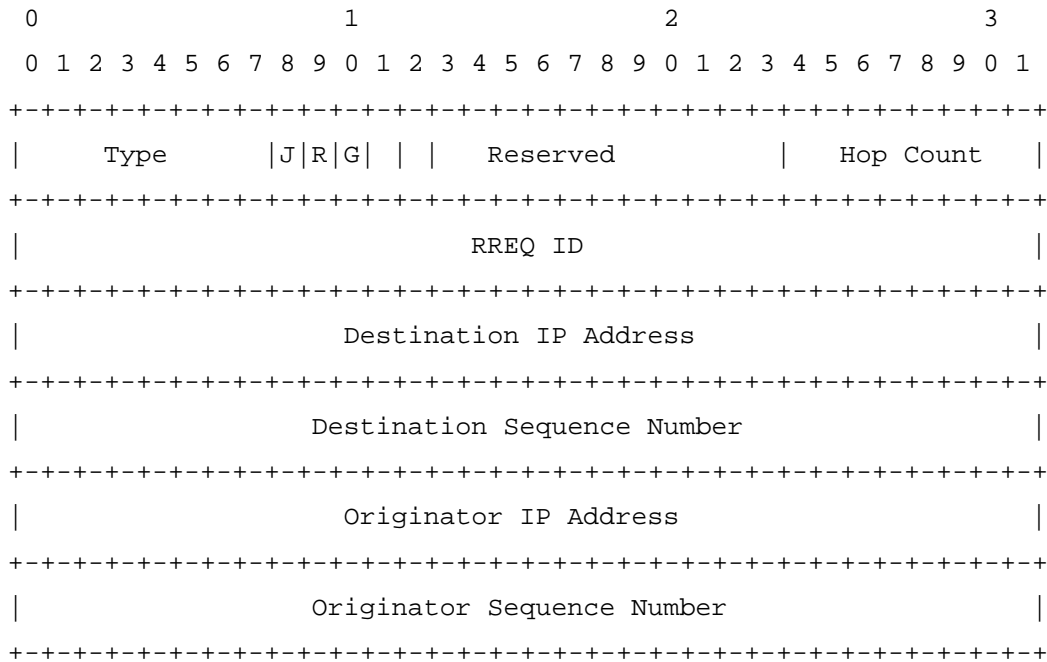 0                   1                   2                   3
 0 1 2 3 4 5 6 7 8 9 0 1 2 3 4 5 6 7 8 9 0 1 2 3 4 5 6 7 8 9 0 1
+-+-+-+-+-+-+-+-+-+-+-+-+-+-+-+-+-+-+-+-+-+-+-+-+-+-+-+-+-+-+-+-+
|     Type      |J|R|G| | |   Reserved          |   Hop Count   |
+-+-+-+-+-+-+-+-+-+-+-+-+-+-+-+-+-+-+-+-+-+-+-+-+-+-+-+-+-+-+-+-+
|                            RREQ ID                            |
+-+-+-+-+-+-+-+-+-+-+-+-+-+-+-+-+-+-+-+-+-+-+-+-+-+-+-+-+-+-+-+-+
|                    Destination IP Address                     |
+-+-+-+-+-+-+-+-+-+-+-+-+-+-+-+-+-+-+-+-+-+-+-+-+-+-+-+-+-+-+-+-+
|                  Destination Sequence Number                  |
+-+-+-+-+-+-+-+-+-+-+-+-+-+-+-+-+-+-+-+-+-+-+-+-+-+-+-+-+-+-+-+-+
|                    Originator IP Address                      |
+-+-+-+-+-+-+-+-+-+-+-+-+-+-+-+-+-+-+-+-+-+-+-+-+-+-+-+-+-+-+-+-+
|                  Originator Sequence Number                   |
+-+-+-+-+-+-+-+-+-+-+-+-+-+-+-+-+-+-+-+-+-+-+-+-+-+-+-+-+-+-+-+-+